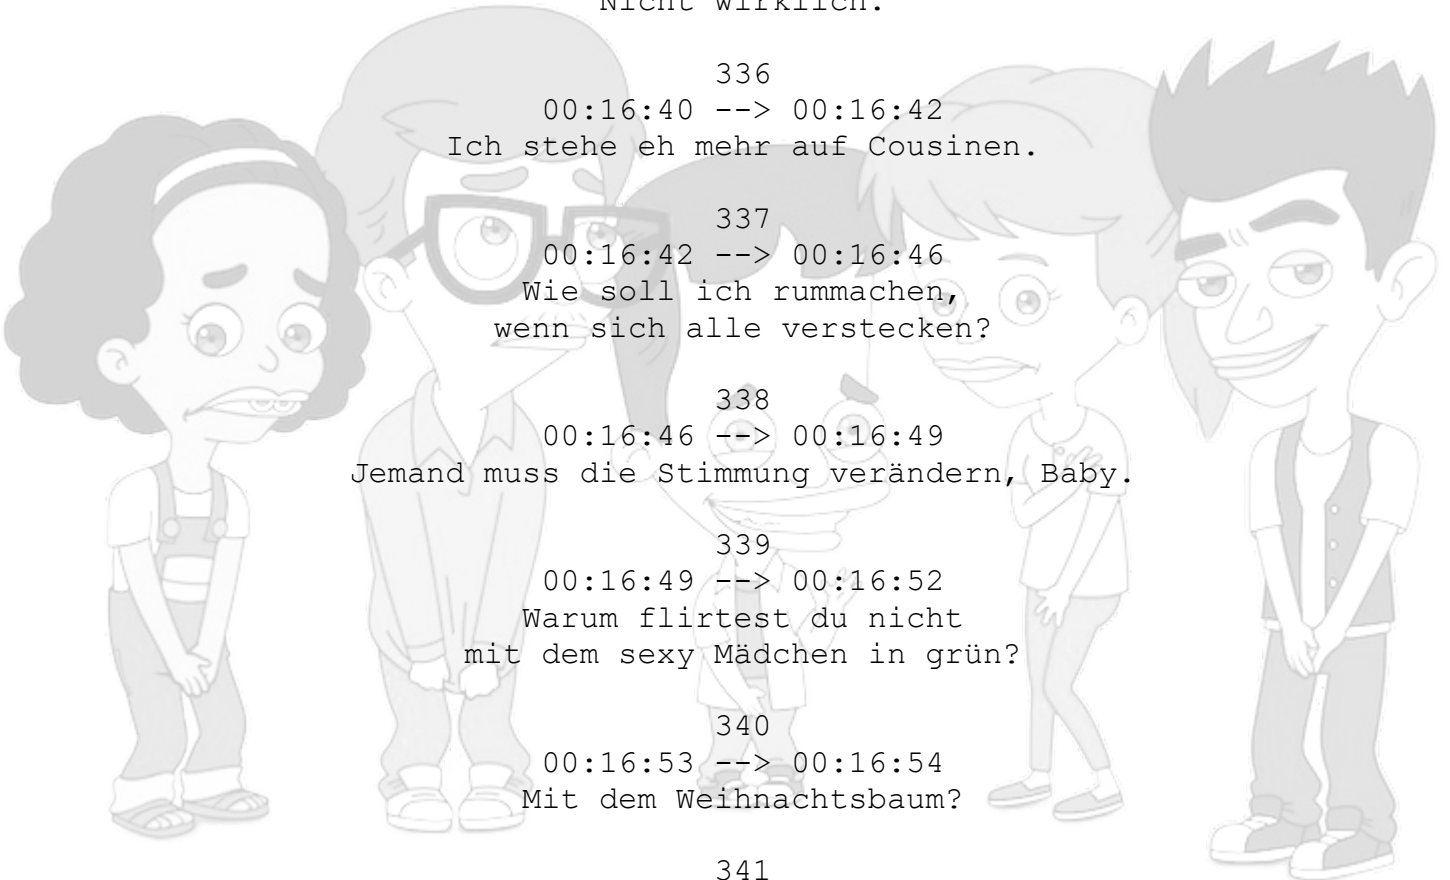 Nicht wirklich.
336
00:16:40 --> 00:16:42
Ich stehe eh mehr auf Cousinen.
337
00:16:42 --> 00:16:46
Wie soll ich rummachen,
wenn sich alle verstecken?
338
00:16:46 --> 00:16:49
Jemand muss die Stimmung verändern, Baby.
339
00:16:49 --> 00:16:52
Warum flirtest du nicht
mit dem sexy Mädchen in grün?
340
00:16:53 --> 00:16:54
Mit dem Weihnachtsbaum?
341